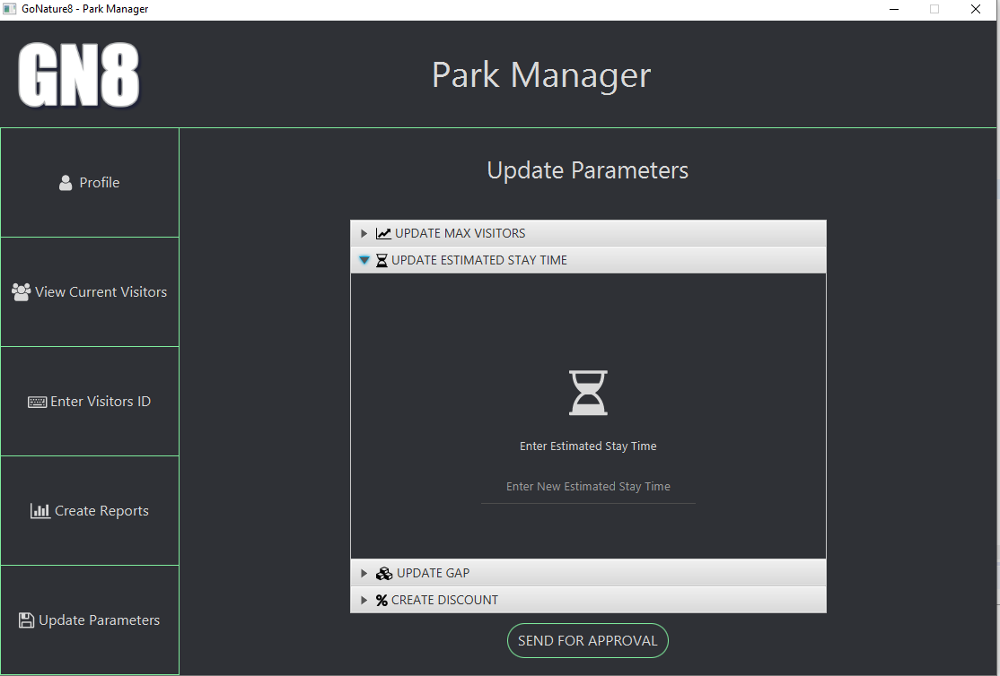 GoNature8 - Park Manager
GN8
Park Manager
Profile
View Current Visitors
Enter Visitors ID
Create Reports
Update Parameters
Update Parameters
UPDATE MAX VISITORS
UPDATE ESTIMATED STAY TIME
Enter Estimated Stay Time
Enter New Estimated Stay Time
UPDATE GAP
% CREATE DISCOUNT
SEND FOR APPROVAL